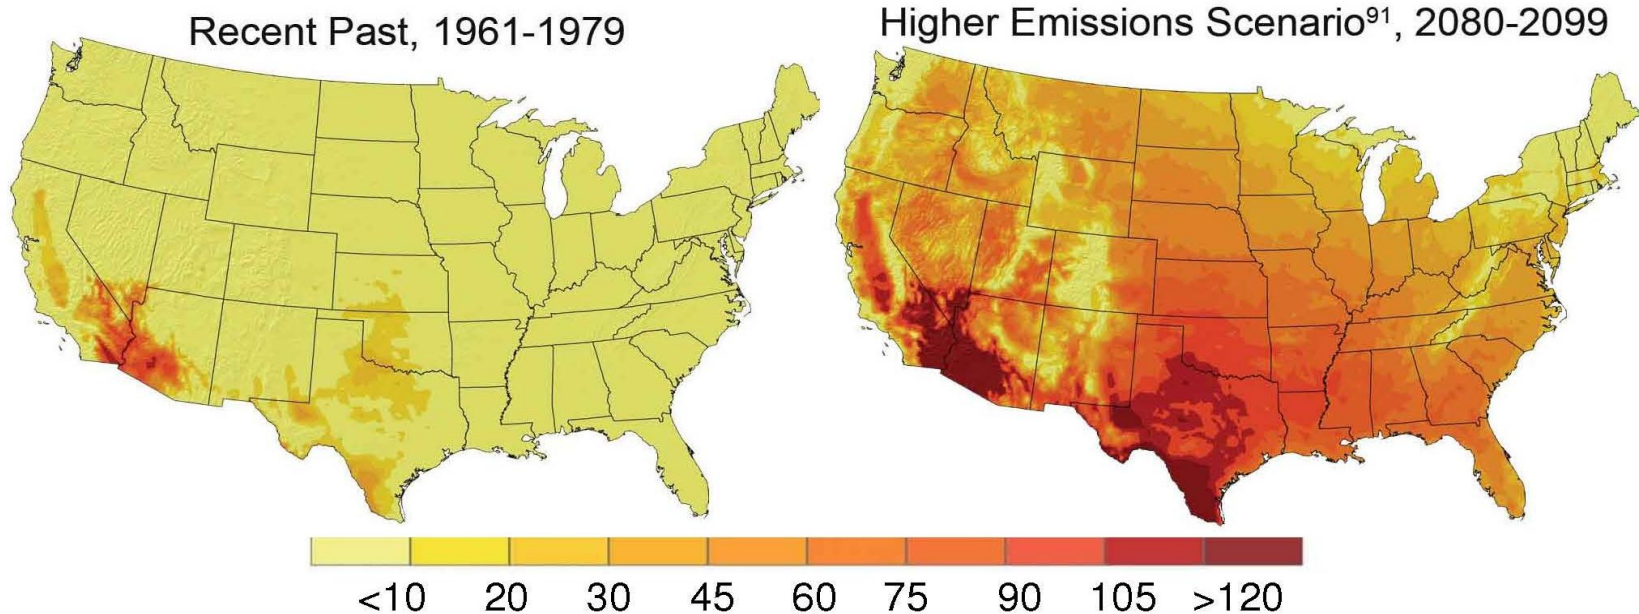 Recent Past, 1961-1979
Higher Emissions Scenario⁹¹, 2080-2099
<10 20 30 45 60 75 90 105 >120